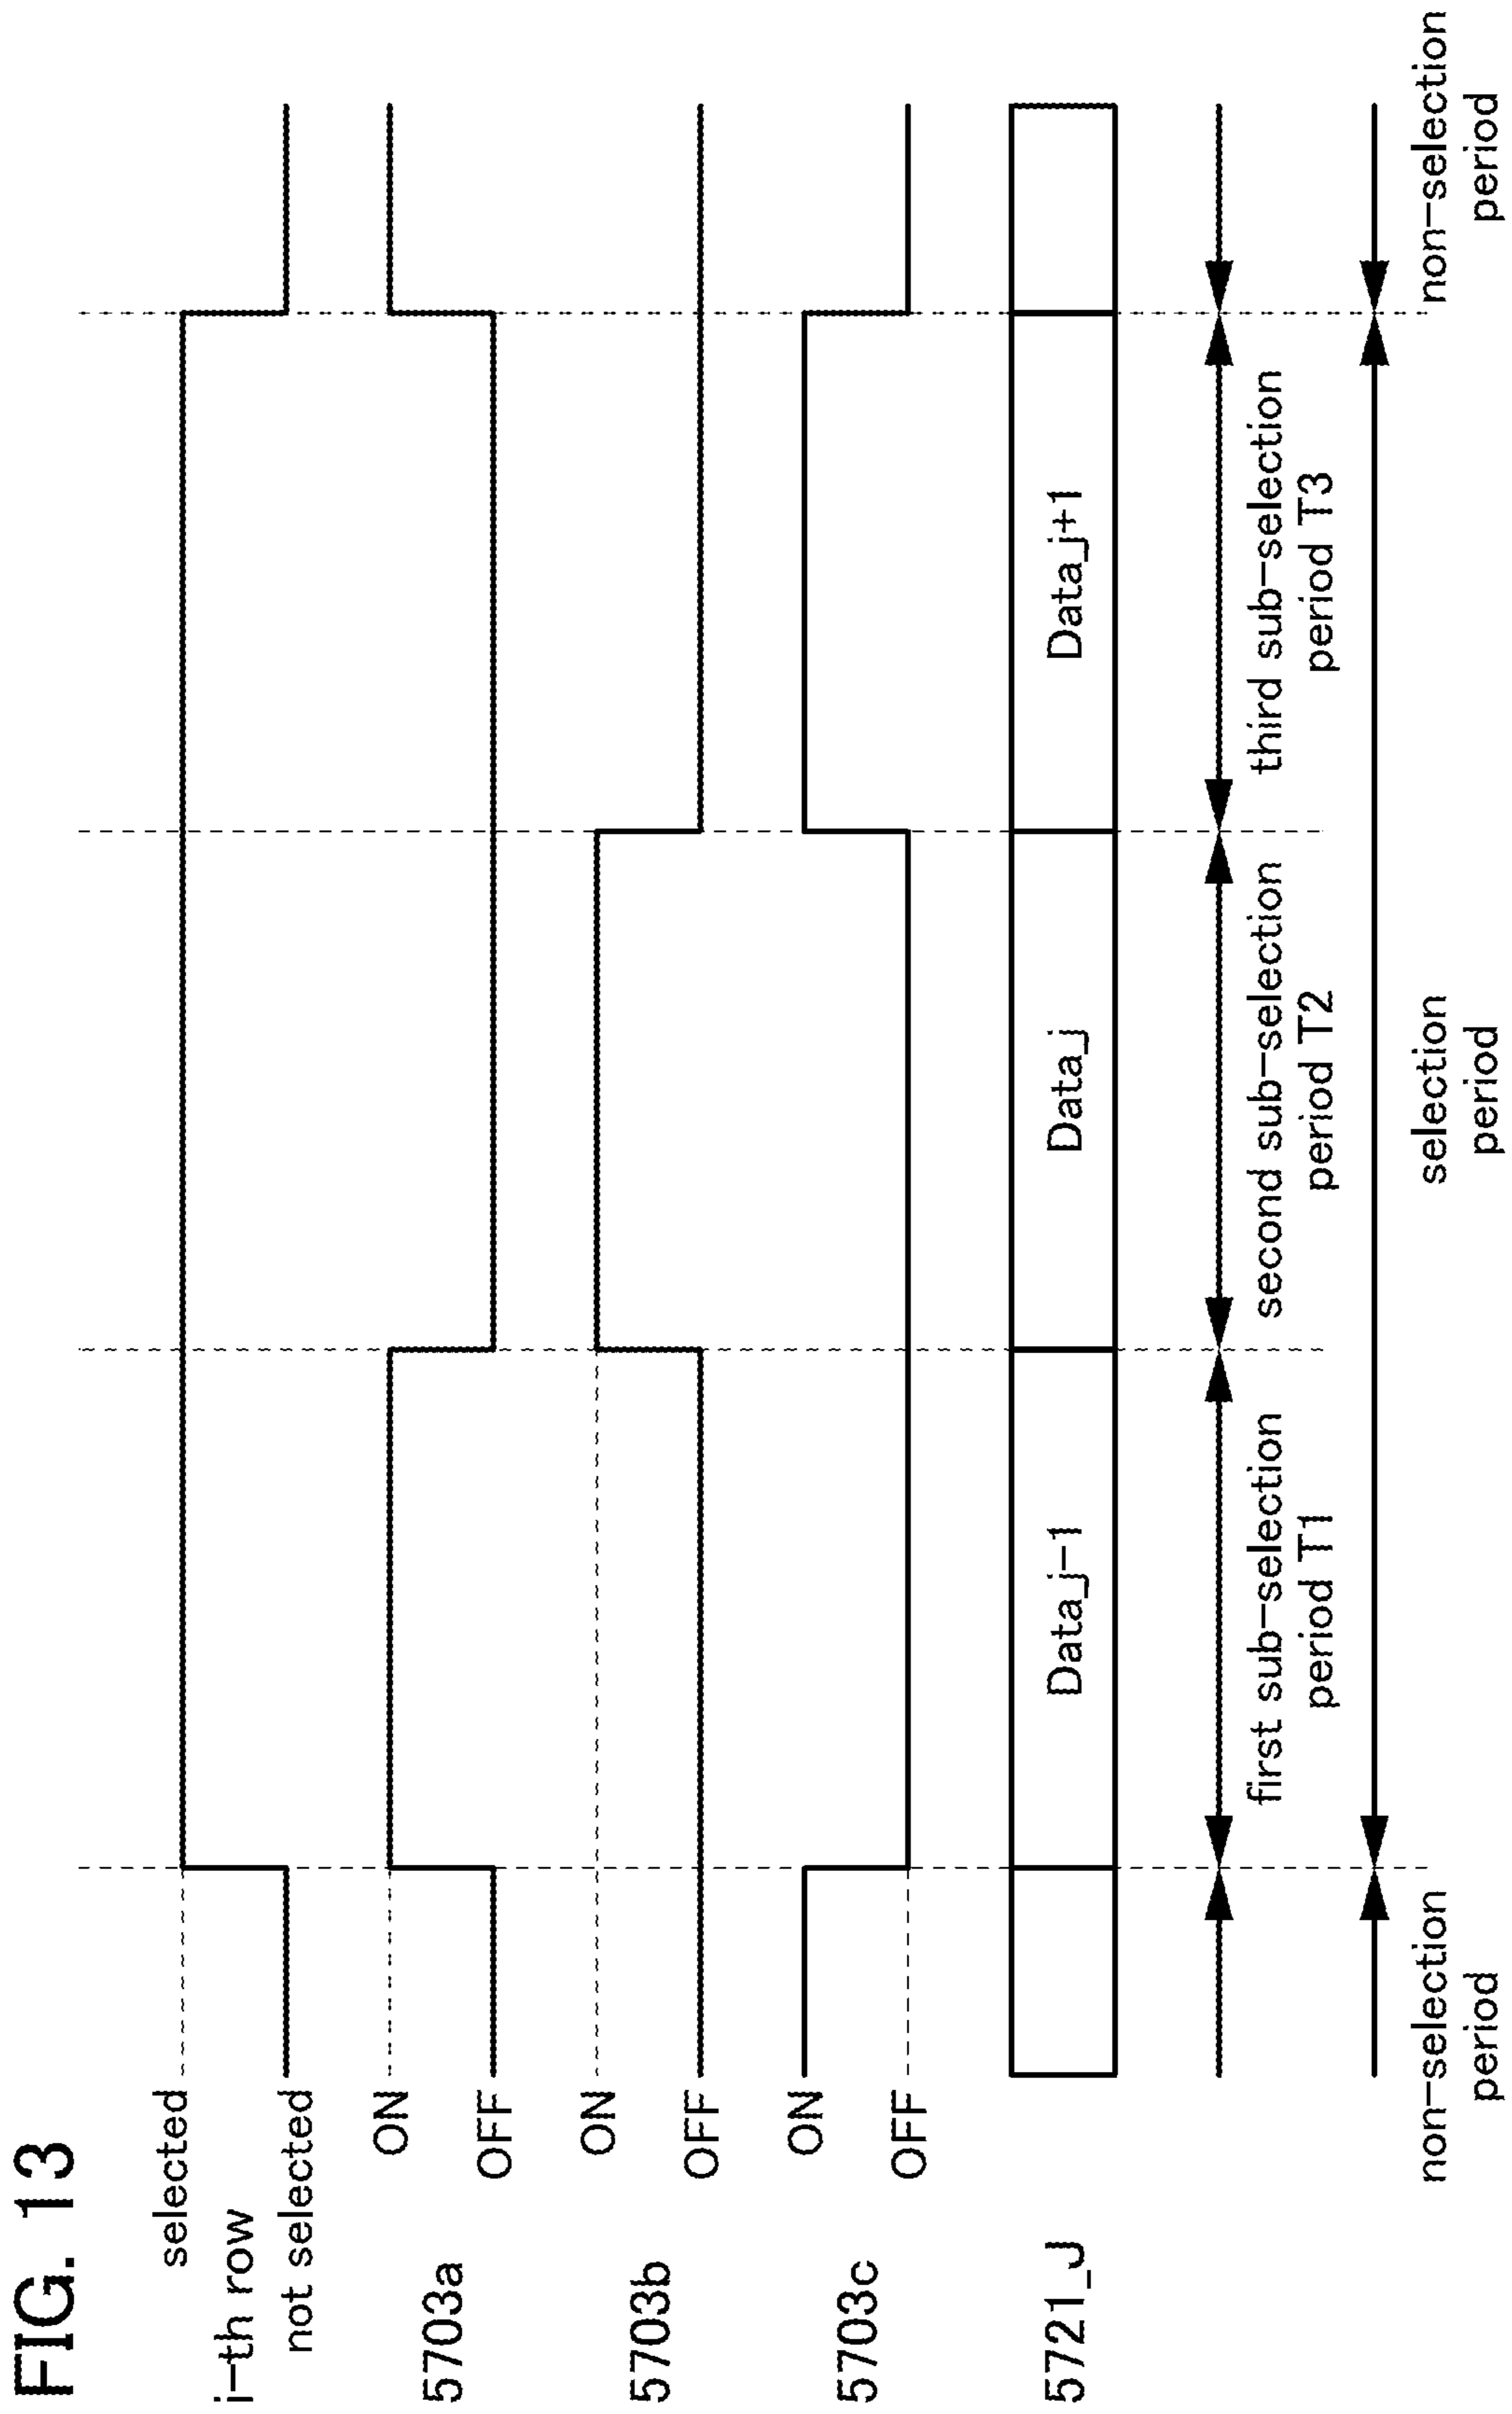 FIG. 13
selected
i-th row
not selected
ON
5703a
OFF
ON
5703b
OFF
ON
5703c
OFF
5721_J
Data_j-1
Data_j
Data_j+1
first sub-selection
period T1
second sub-selection
period T2
third sub-selection
period T3
non-selection
period
selection
period
non-selection
period